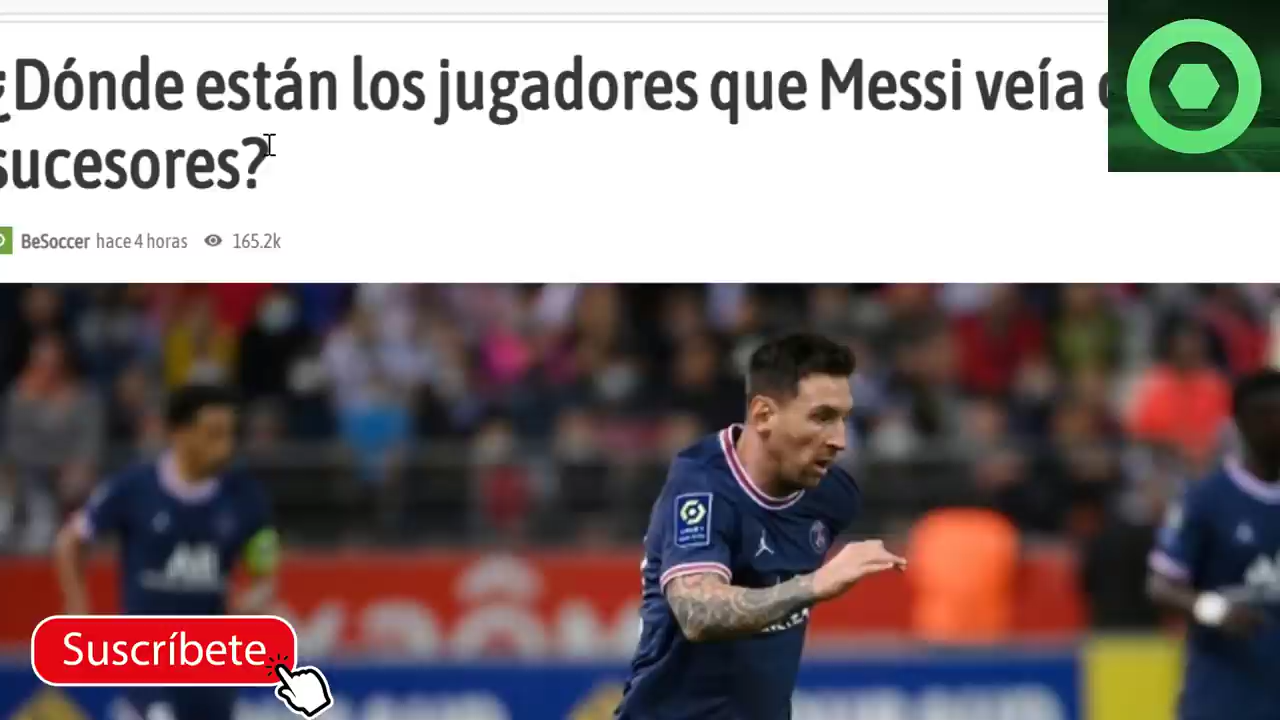 ¿Dónde están los jugadores que Messi veía
sucesores?
BeSoccer hace 4 horas 165.2k
Suscríbete